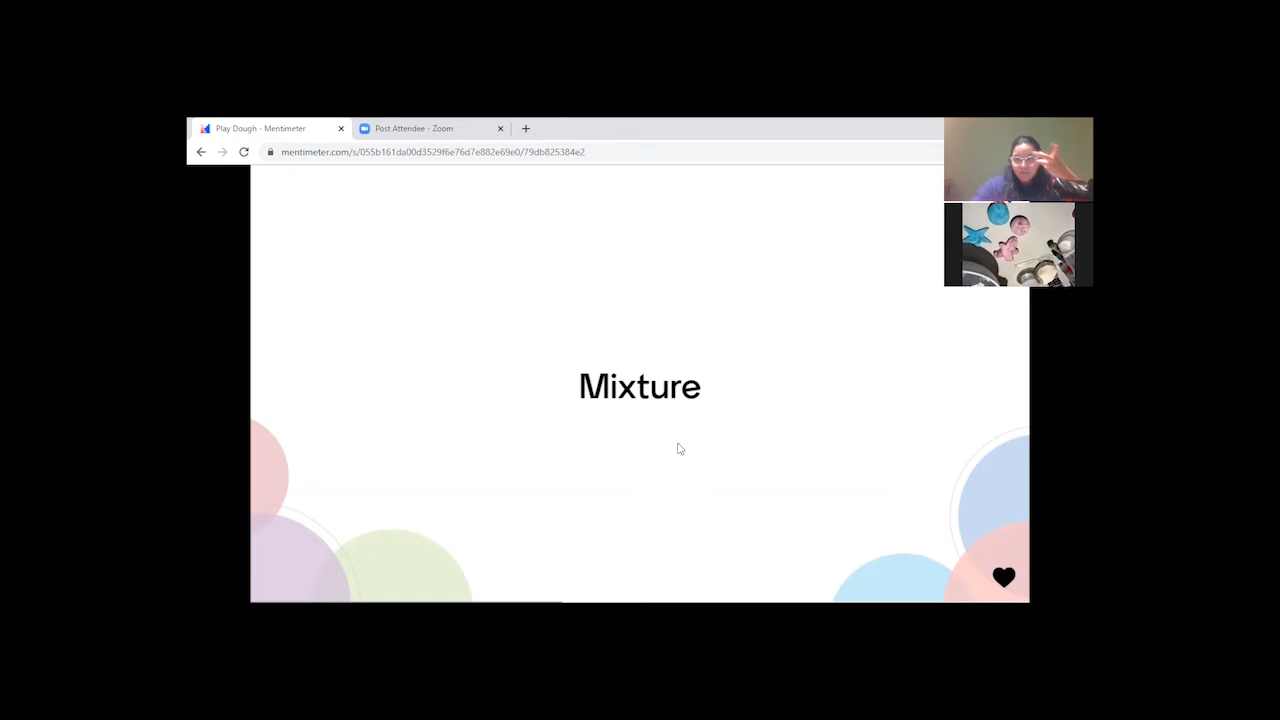 Play Dough - Mentimeter
Post Attendee - Zoom
mentimeter.com/s/055b161da00d3529f6e76d7e882e69e0/79db825384e2
Mixture